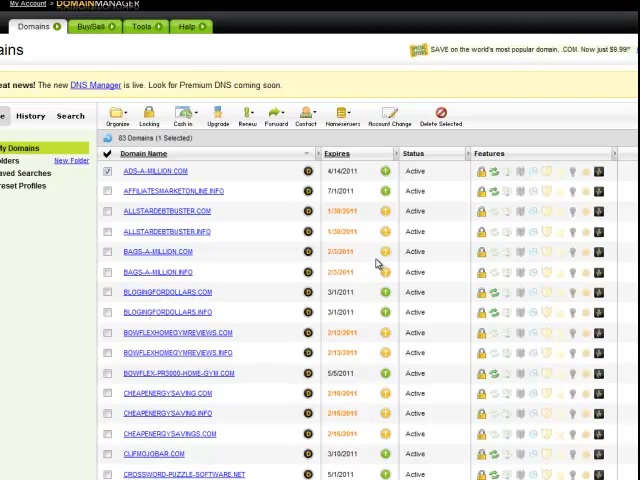 My Account > DOMAINMANAGER
Domains Buy/Sell Tools Help
ains
SAVE on the world's most popular domain, .COM. Now just $9.99!*
eat news! The new DNS Manager is live. Look for Premium DNS coming soon.
e History Search
Organize Locking Cash in Upgrade Renew Forward Contact Nameservers Account Change Delete Selected
83 Domains (1 Selected)
My Domains
olders New Folder
aved Searches
reset Profiles
Domain Name Expires Status Features
ADS-A-MILLION.COM 4/14/2011 Active
AFFILIATESMARKETONLINE.INFO 7/1/2011 Active
ALLSTARDEBTBUSTER.COM 1/30/2011 Active
ALLSTARDEBTBUSTER.INFO 1/30/2011 Active
BAGS-A-MILLION.COM 2/3/2011 Active
BAGS-A-MILLION.INFO 2/3/2011 Active
BLOGINGFORDOLLARS.COM 3/1/2011 Active
BLOGINGFORDOLLARS.INFO 3/1/2011 Active
BOWFLEXHOMEGYMREVIEWS.COM 2/12/2011 Active
BOWFLEXHOMEGYMREVIEWS.INFO 2/13/2011 Active
BOWFLEX-PR3000-HOME-GYM.COM 5/5/2011 Active
CHEAPENERGYSAVING.COM 2/16/2011 Active
CHEAPENERGYSAVING.INFO 2/16/2011 Active
CHEAPENERGYSAVINGS.COM 2/16/2011 Active
CLIFMOJOBAR.COM 3/10/2011 Active
CROSSWORD-PUZZLE-SOFTWARE.NET 5/1/2011 Active